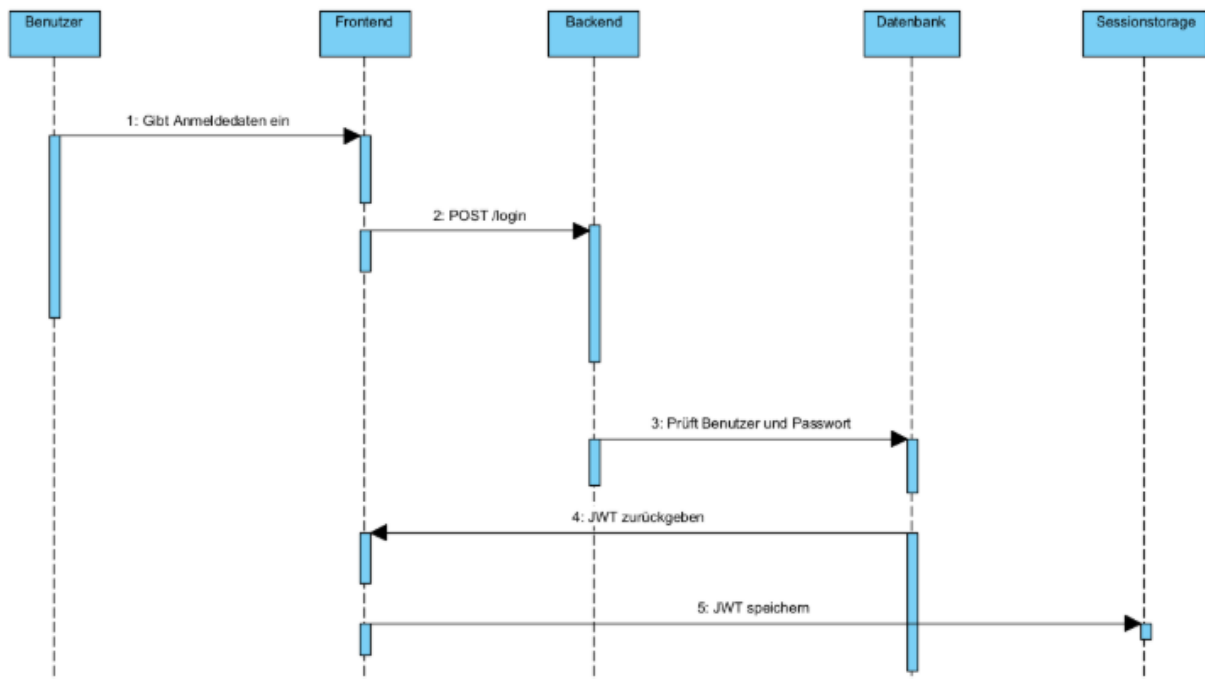 Benutzer
Frontend
Backend
Datenbank
Sessionstorage
1: Gibt Anmeldedaten ein
2: POST /login
3: Prüft Benutzer und Passwort
4: JWT zurückgeben
5: JWT speichern